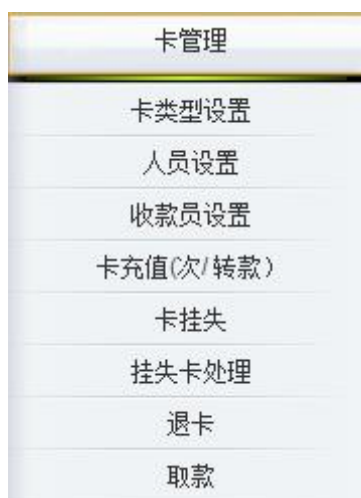 卡管理
卡类型设置
人员设置
收款员设置
卡充值(次/转款）
卡挂失
挂失卡处理
退卡
取款